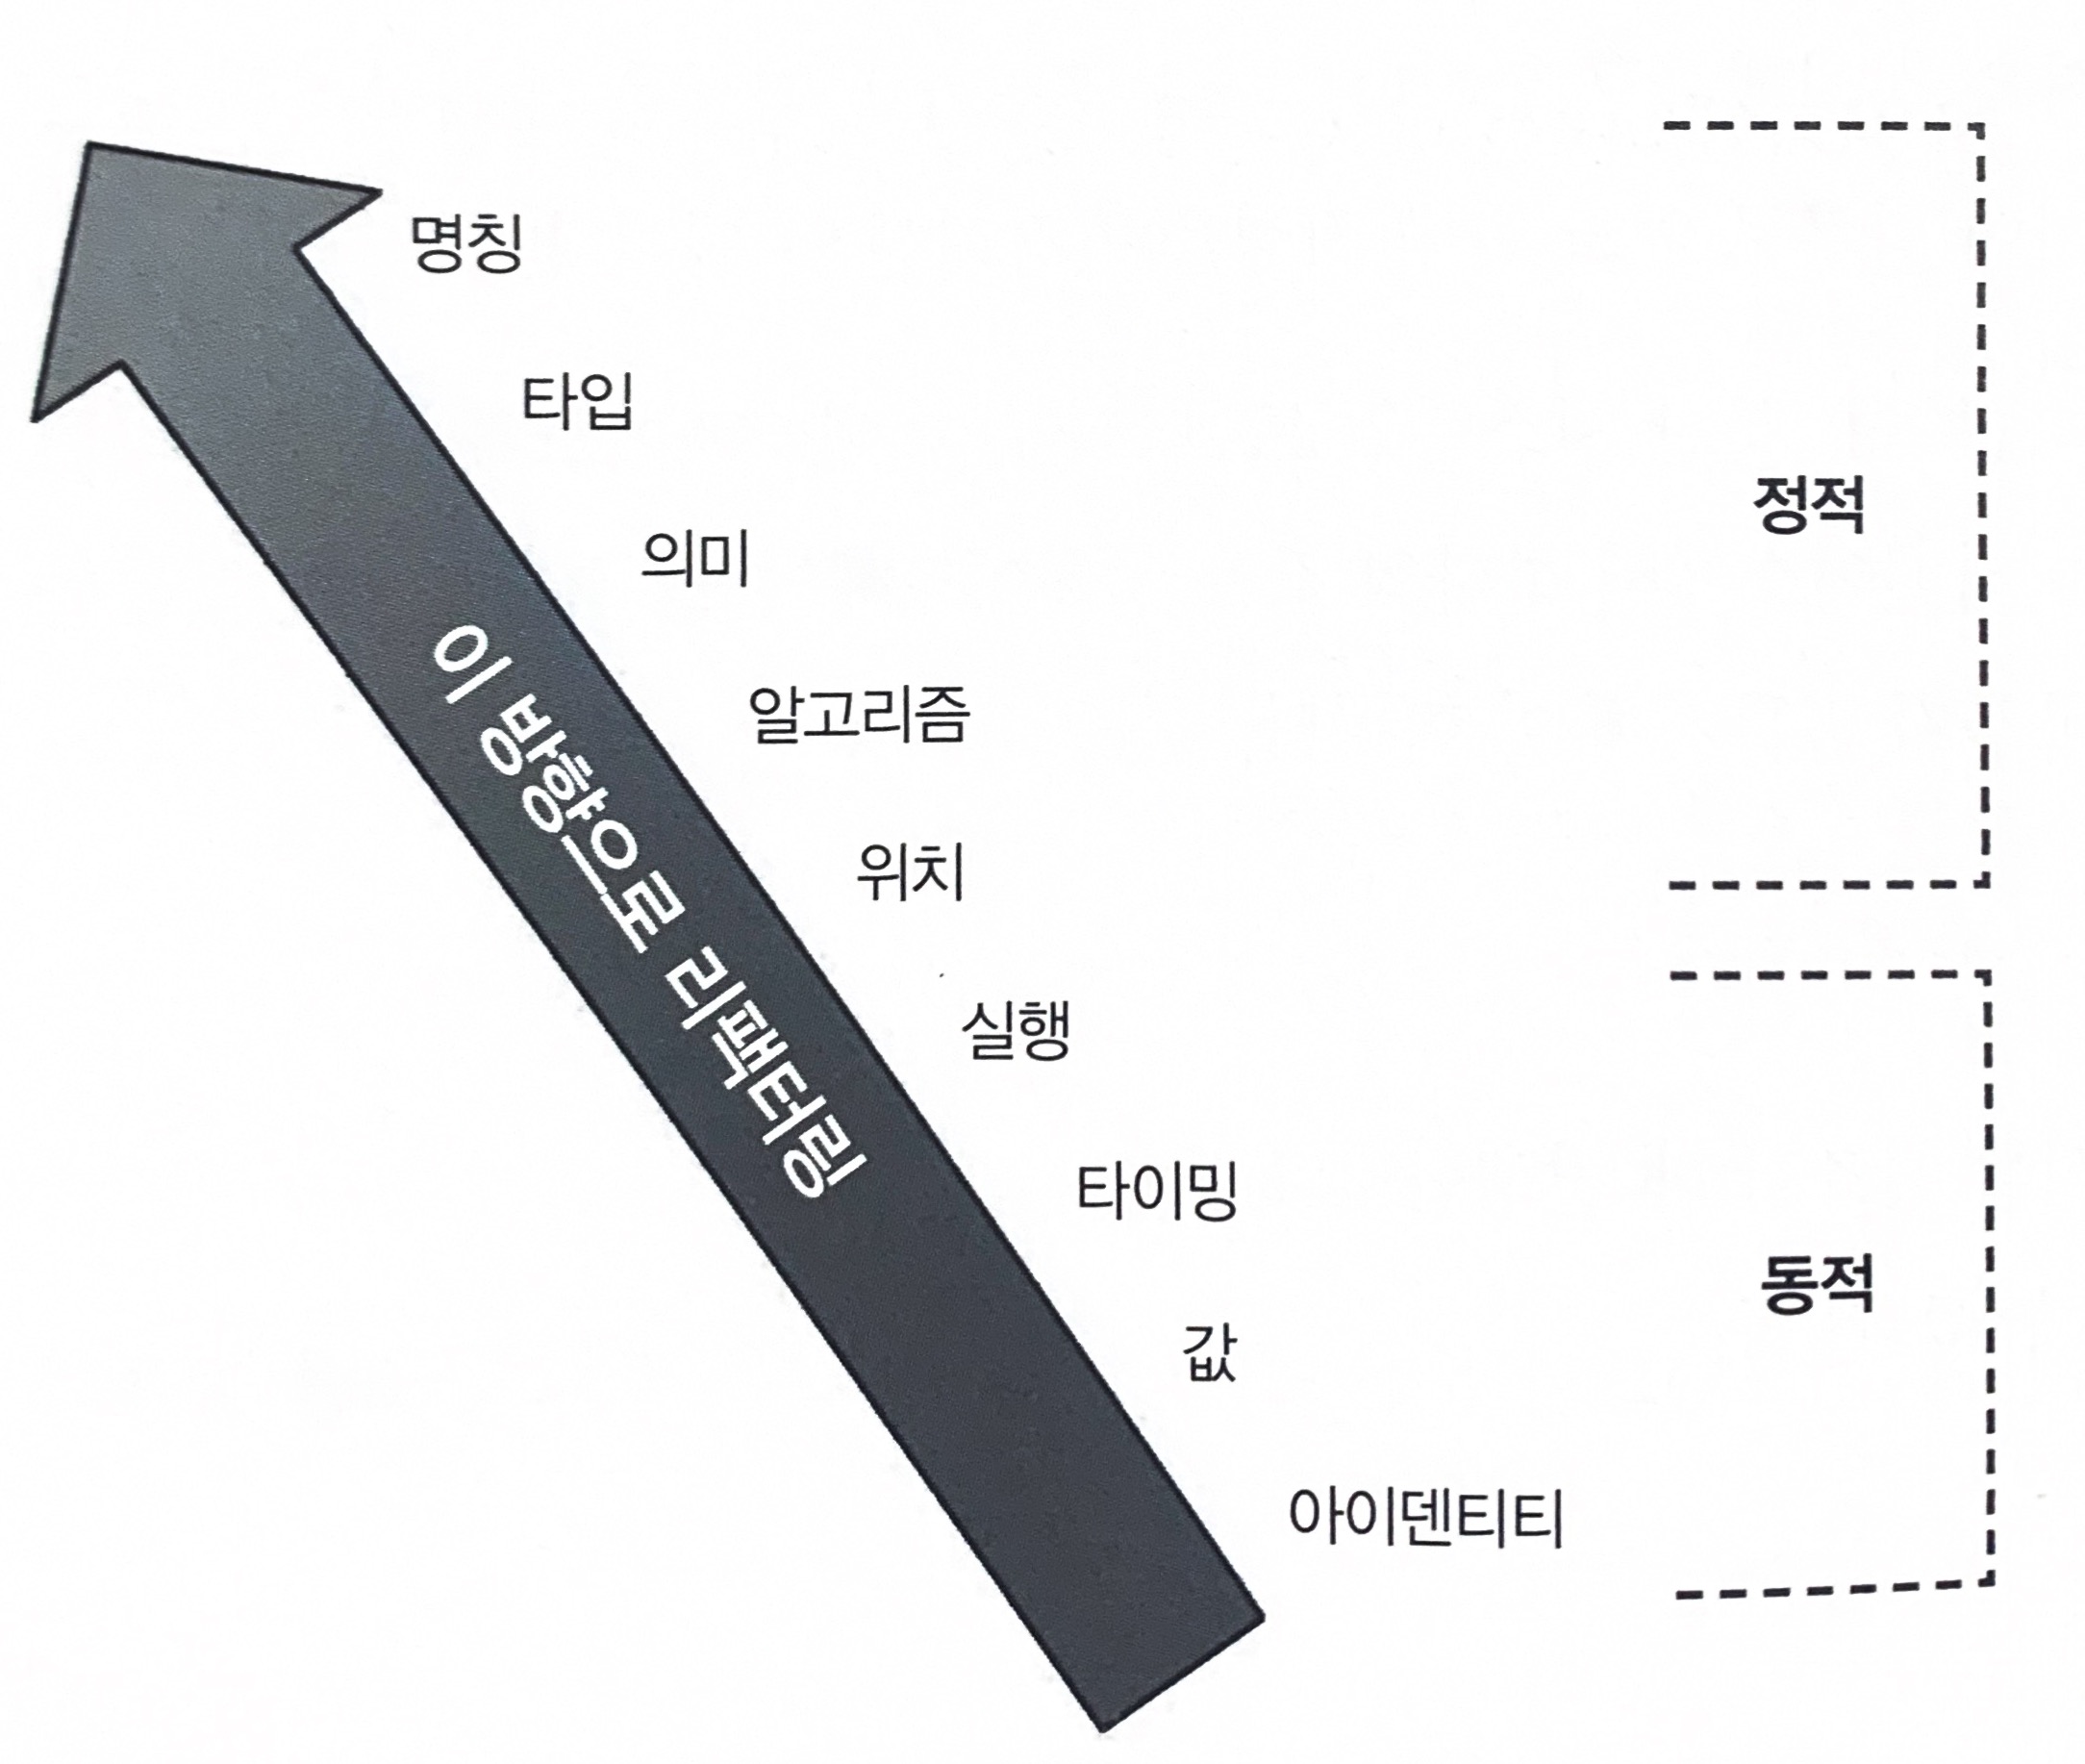 명칭
타입
의미
알고리즘
위치
실행
타이밍
값
아이덴티티
이 방향으로 리팩터링
정적
동적